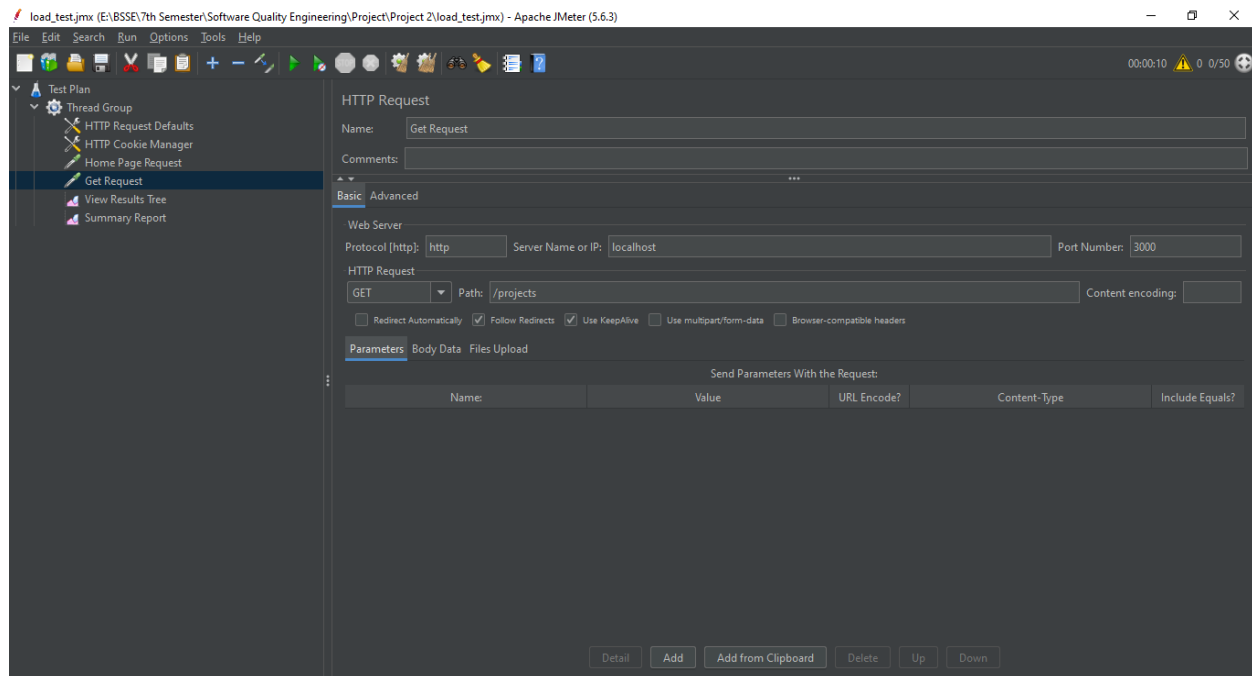 load_test.jmx (E:\BSSE\7th Semester\Software Quality Engineering\Project\Project 2\load_test.jmx) - Apache JMeter (5.6.3)
File Edit Search Run Options Tools Help
00:00:10 0 0/50
Test Plan
Thread Group
HTTP Request Defaults
HTTP Cookie Manager
Home Page Request
Get Request
View Results Tree
Summary Report
HTTP Request
Name: Get Request
Comments:
Basic Advanced
Web Server
Protocol [http]: http Server Name or IP: localhost Port Number: 3000
HTTP Request
GET Path: /projects Content encoding:
Redirect Automatically Follow Redirects Use KeepAlive Use multipart/form-data Browser-compatible headers
Parameters Body Data Files Upload
Send Parameters With the Request:
Name: Value URL Encode? Content-Type Include Equals?
Detail Add Add from Clipboard Delete Up Down